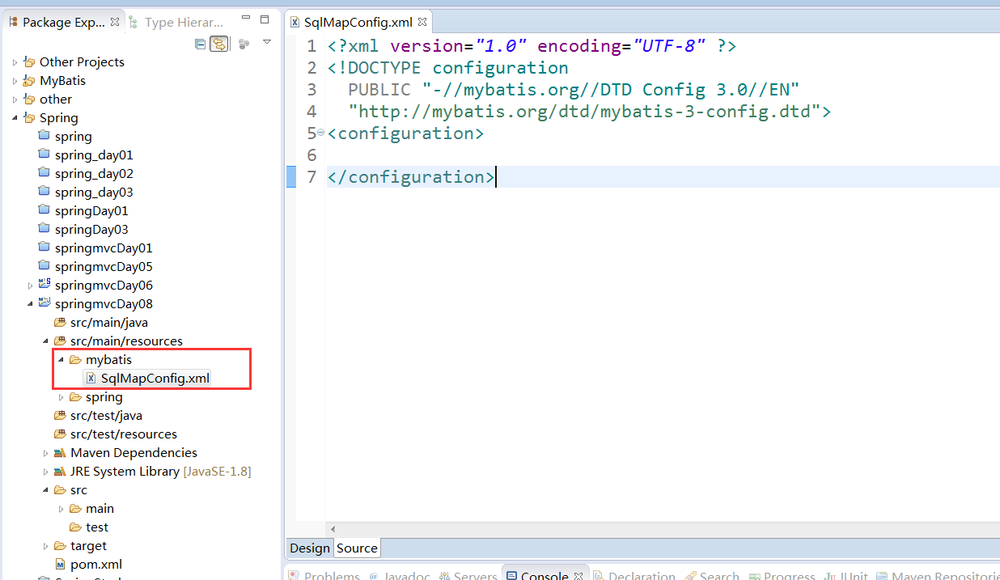 Package Exp...
Type Hierar...
Other Projects
MyBatis
other
Spring
spring
spring_day01
spring_day02
spring_day03
springDay01
springDay03
springmvcDay01
springmvcDay05
springmvcDay06
springmvcDay08
src/main/java
src/main/resources
mybatis
SqlMapConfig.xml
spring
src/test/java
src/test/resources
Maven Dependencies
JRE System Library [JavaSE-1.8]
src
main
test
target
pom.xml
SqlMapConfig.xml
1 <?xml version="1.0" encoding="UTF-8" ?>
2 <!DOCTYPE configuration
3 PUBLIC "-//mybatis.org//DTD Config 3.0//EN"
4 "http://mybatis.org/dtd/mybatis-3-config.dtd">
5 <configuration>
6
7 </configuration>
Design Source
Problems @ Javadoc Servers Console Declaration Search Progress JUnit Maven Repositorie